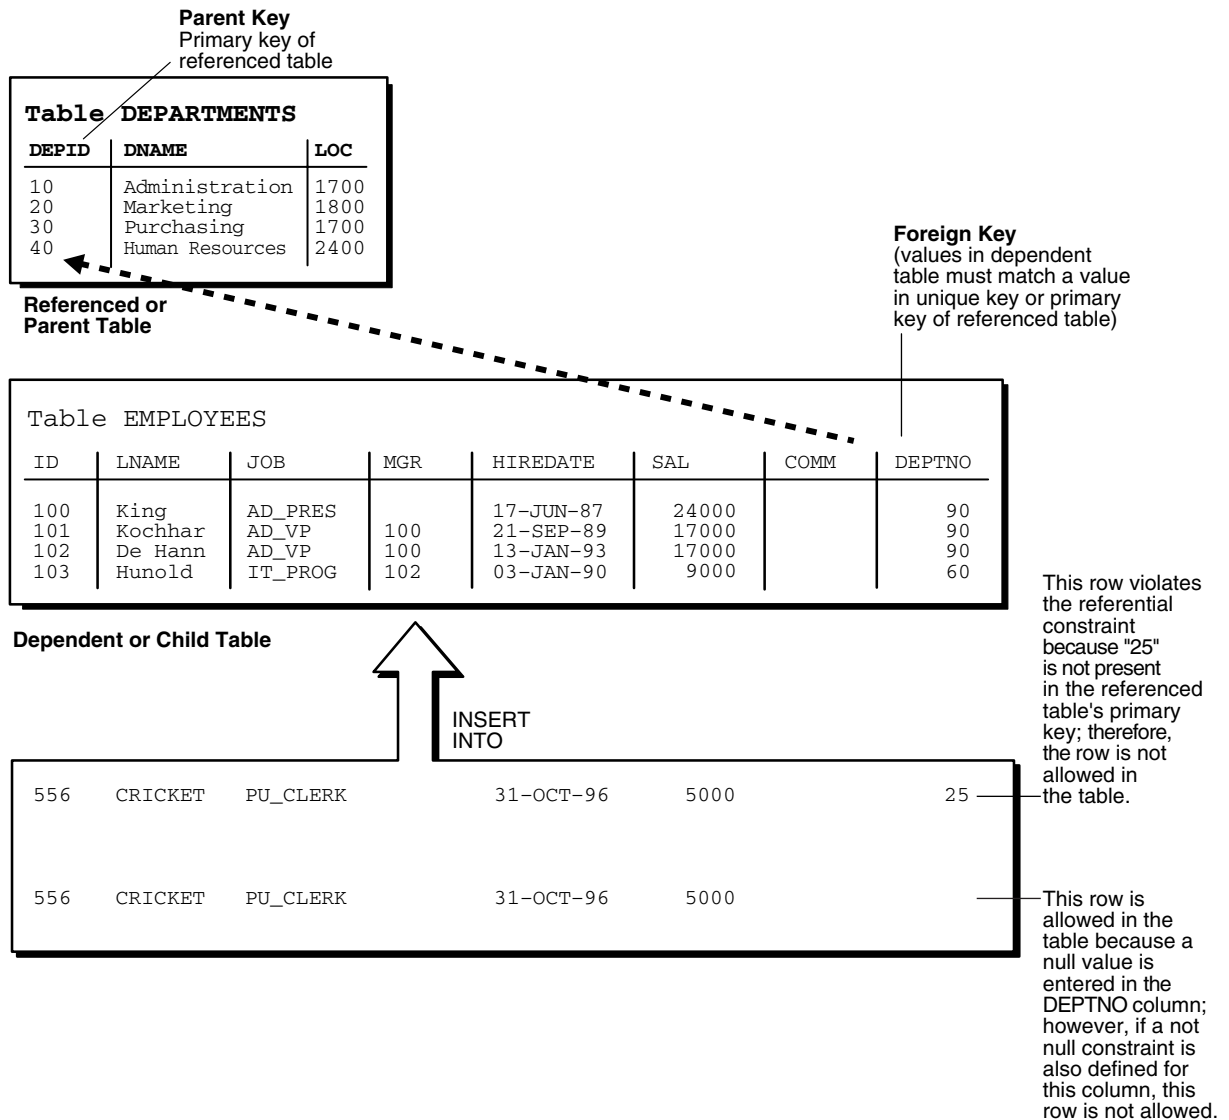 Parent Key
Primary key of
referenced table
Table DEPARTMENTS
DEPID DNAME LOC
10 Administration 1700
20 Marketing 1800
30 Purchasing 1700
40 Human Resources 2400
Referenced or
Parent Table
Foreign Key
(values in dependent
table must match a value
in unique key or primary
key of referenced table)
Table EMPLOYEES
ID LNAME JOB MGR HIREDATE SAL COMM DEPTNO
100 King AD_PRES 17-JUN-87 24000 90
101 Kochhar AD_VP 100 21-SEP-89 17000 90
102 De Hann AD_VP 100 13-JAN-93 17000 90
103 Hunold IT_PROG 102 03-JAN-90 9000 60
Dependent or Child Table
INSERT
INTO
556 CRICKET PU_CLERK 31-OCT-96 5000 25
This row violates
the referential
constraint
because "25"
is not present
in the referenced
table's primary
key; therefore,
the row is not
allowed in
the table.
556 CRICKET PU_CLERK 31-OCT-96 5000
This row is
allowed in the
table because a
null value is
entered in the
DEPTNO column;
however, if a not
null constraint is
also defined for
this column, this
row is not allowed.